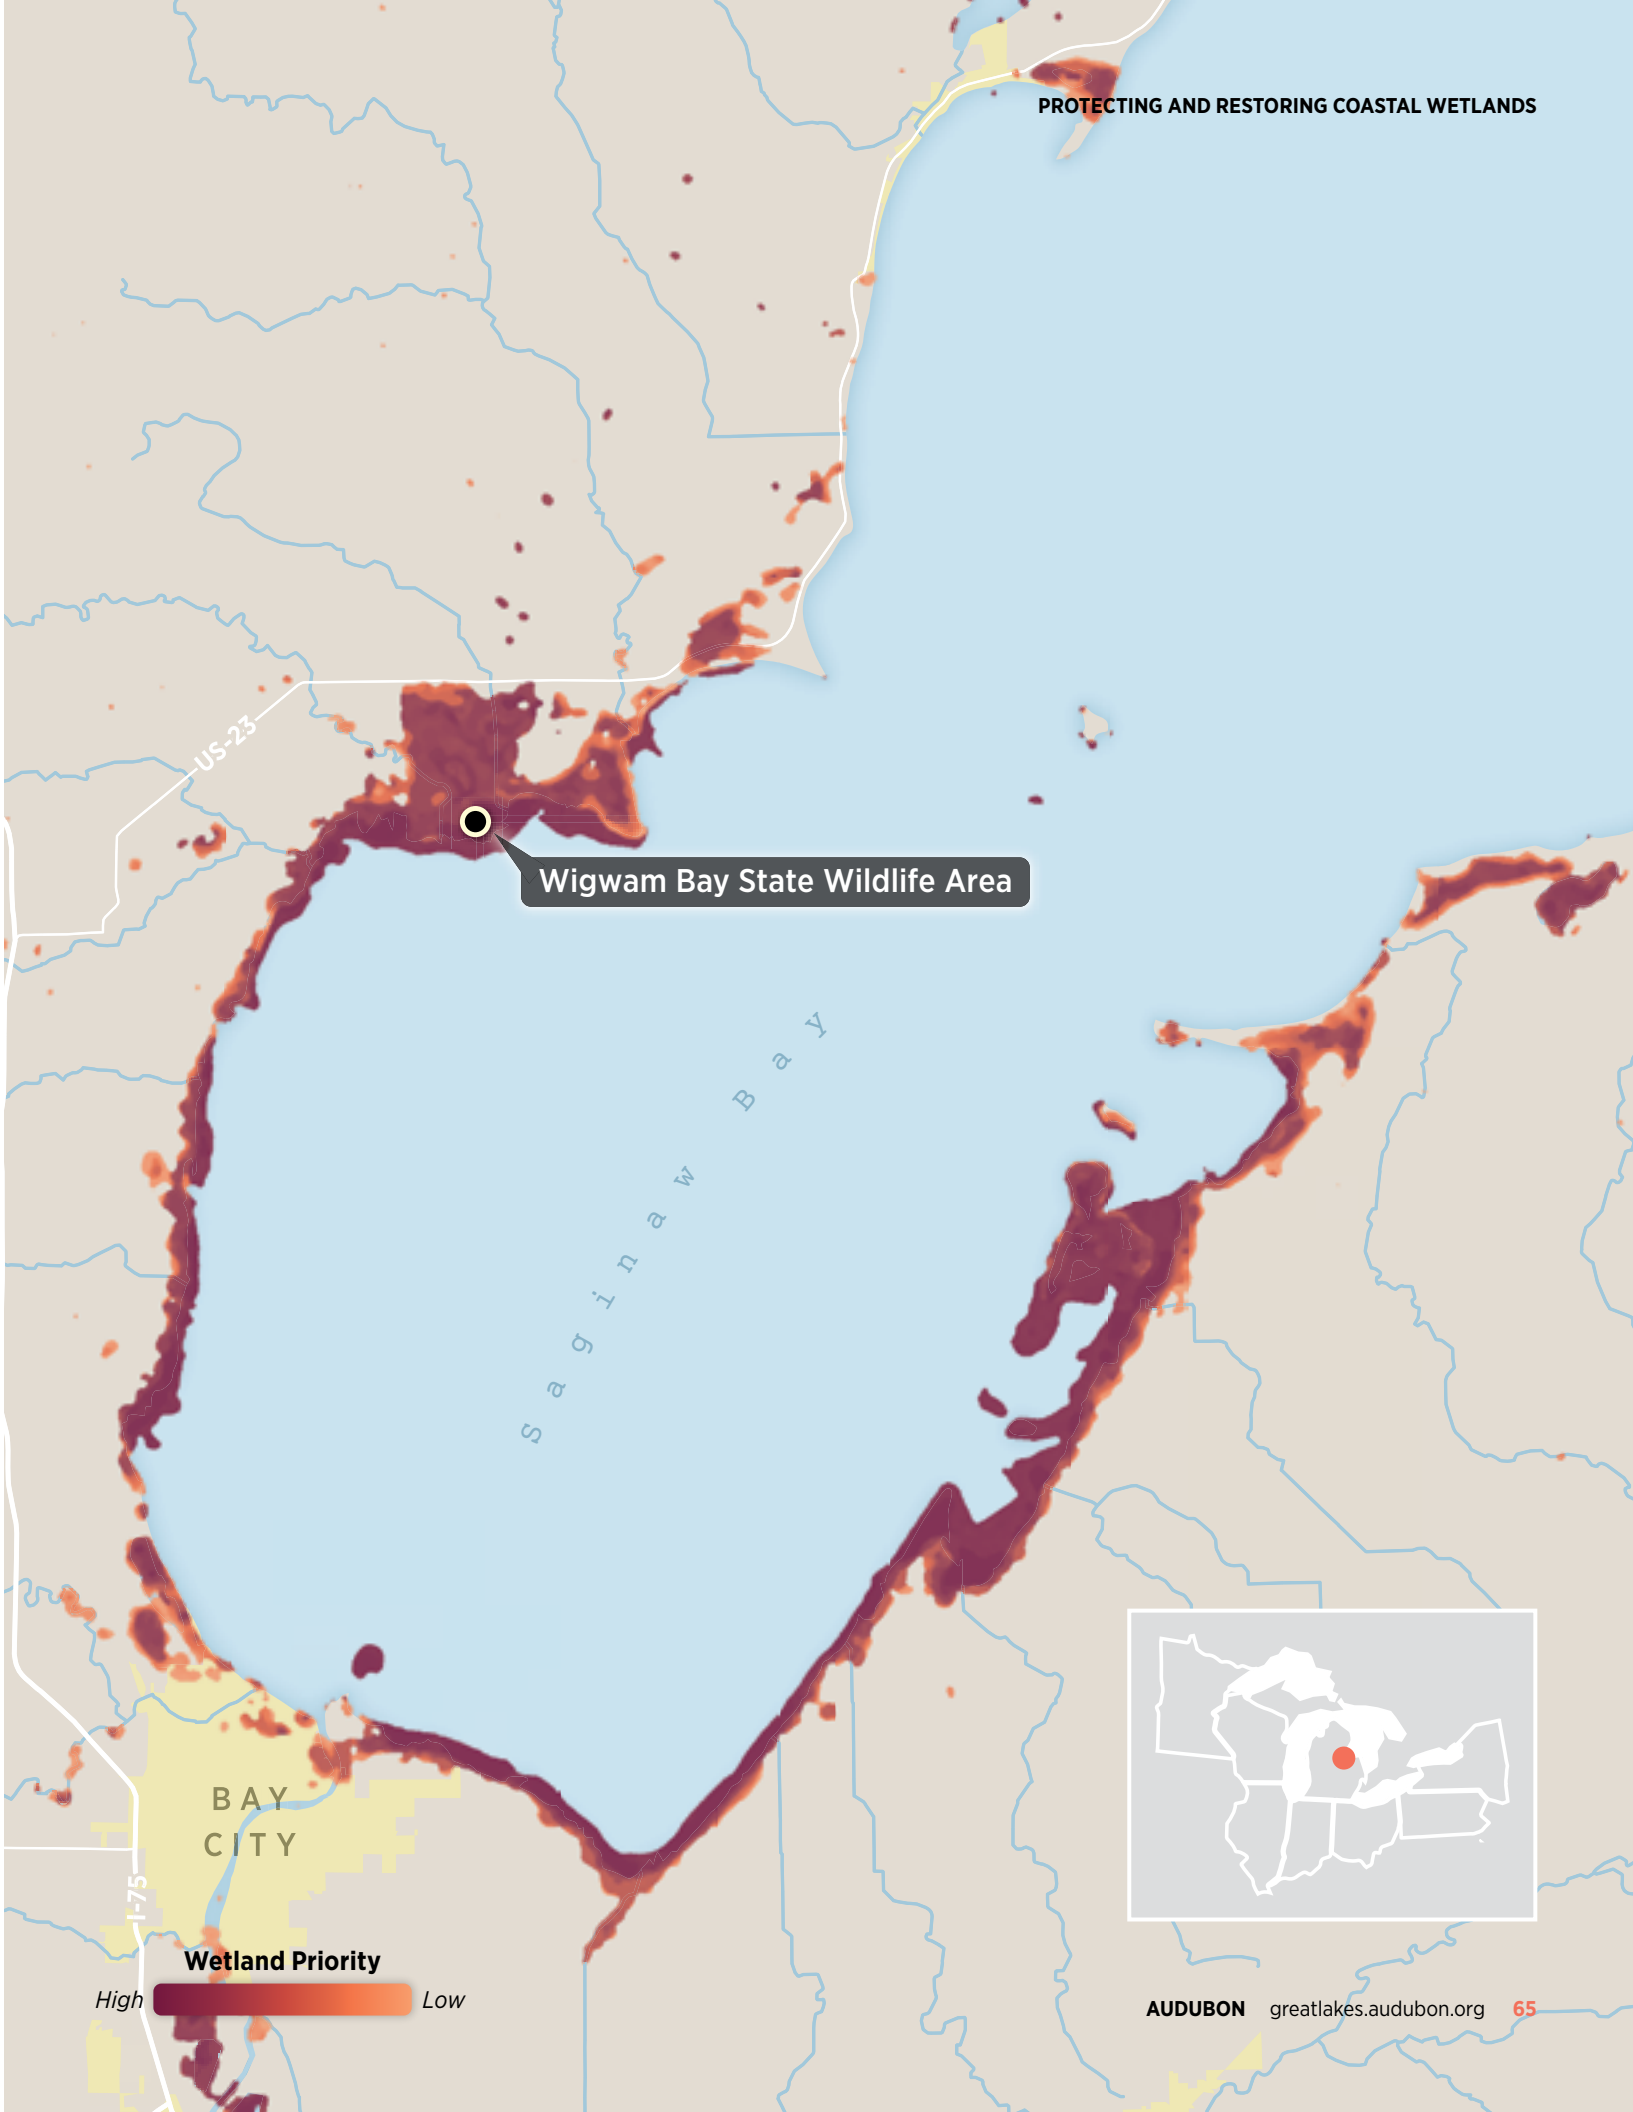 PROTECTING AND RESTORING COASTAL WETLANDS
US-23
Wigwam Bay State Wildlife Area
Saginaw Bay
BAY
CITY
I-75
Wetland Priority
High
Low
AUDUBON greatlakes.audubon.org 65